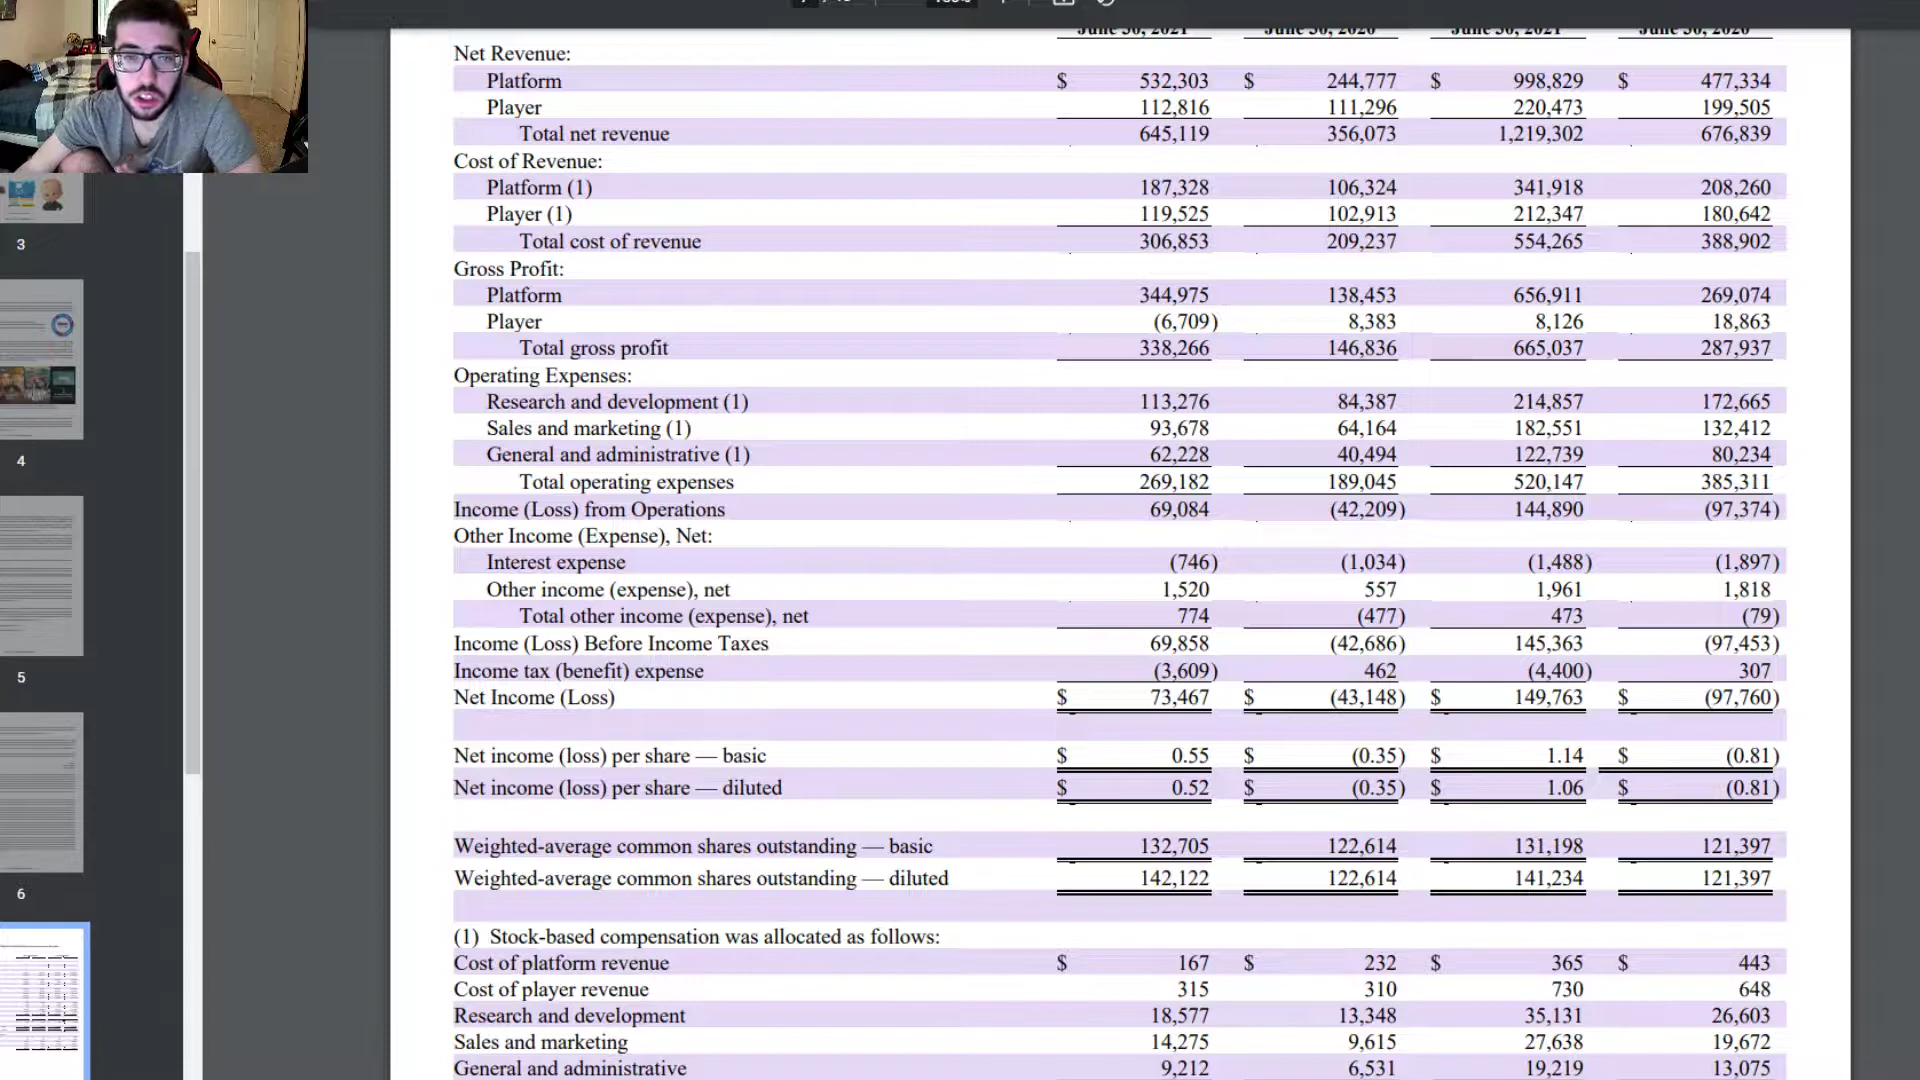 June 30, 2021 June 30, 2020 June 30, 2021 June 30, 2020
Net Revenue:
Platform $ 532,303 $ 244,777 $ 998,829 $ 477,334
Player 112,816 111,296 220,473 199,505
Total net revenue 645,119 356,073 1,219,302 676,839
Cost of Revenue:
Platform (1) 187,328 106,324 341,918 208,260
Player (1) 119,525 102,913 212,347 180,642
Total cost of revenue 306,853 209,237 554,265 388,902
Gross Profit:
Platform 344,975 138,453 656,911 269,074
Player (6,709) 8,383 8,126 18,863
Total gross profit 338,266 146,836 665,037 287,937
Operating Expenses:
Research and development (1) 113,276 84,387 214,857 172,665
Sales and marketing (1) 93,678 64,164 182,551 132,412
General and administrative (1) 62,228 40,494 122,739 80,234
Total operating expenses 269,182 189,045 520,147 385,311
Income (Loss) from Operations 69,084 (42,209) 144,890 (97,374)
Other Income (Expense), Net:
Interest expense (746) (1,034) (1,488) (1,897)
Other income (expense), net 1,520 557 1,961 1,818
Total other income (expense), net 774 (477) 473 (79)
Income (Loss) Before Income Taxes 69,858 (42,686) 145,363 (97,453)
Income tax (benefit) expense (3,609) 462 (4,400) 307
Net Income (Loss) $ 73,467 $ (43,148) $ 149,763 $ (97,760)
Net income (loss) per share — basic $ 0.55 $ (0.35) $ 1.14 $ (0.81)
Net income (loss) per share — diluted $ 0.52 $ (0.35) $ 1.06 $ (0.81)
Weighted-average common shares outstanding — basic 132,705 122,614 131,198 121,397
Weighted-average common shares outstanding — diluted 142,122 122,614 141,234 121,397
(1) Stock-based compensation was allocated as follows:
Cost of platform revenue $ 167 $ 232 $ 365 $ 443
Cost of player revenue 315 310 730 648
Research and development 18,577 13,348 35,131 26,603
Sales and marketing 14,275 9,615 27,638 19,672
General and administrative 9,212 6,531 19,219 13,075
3
4
5
6